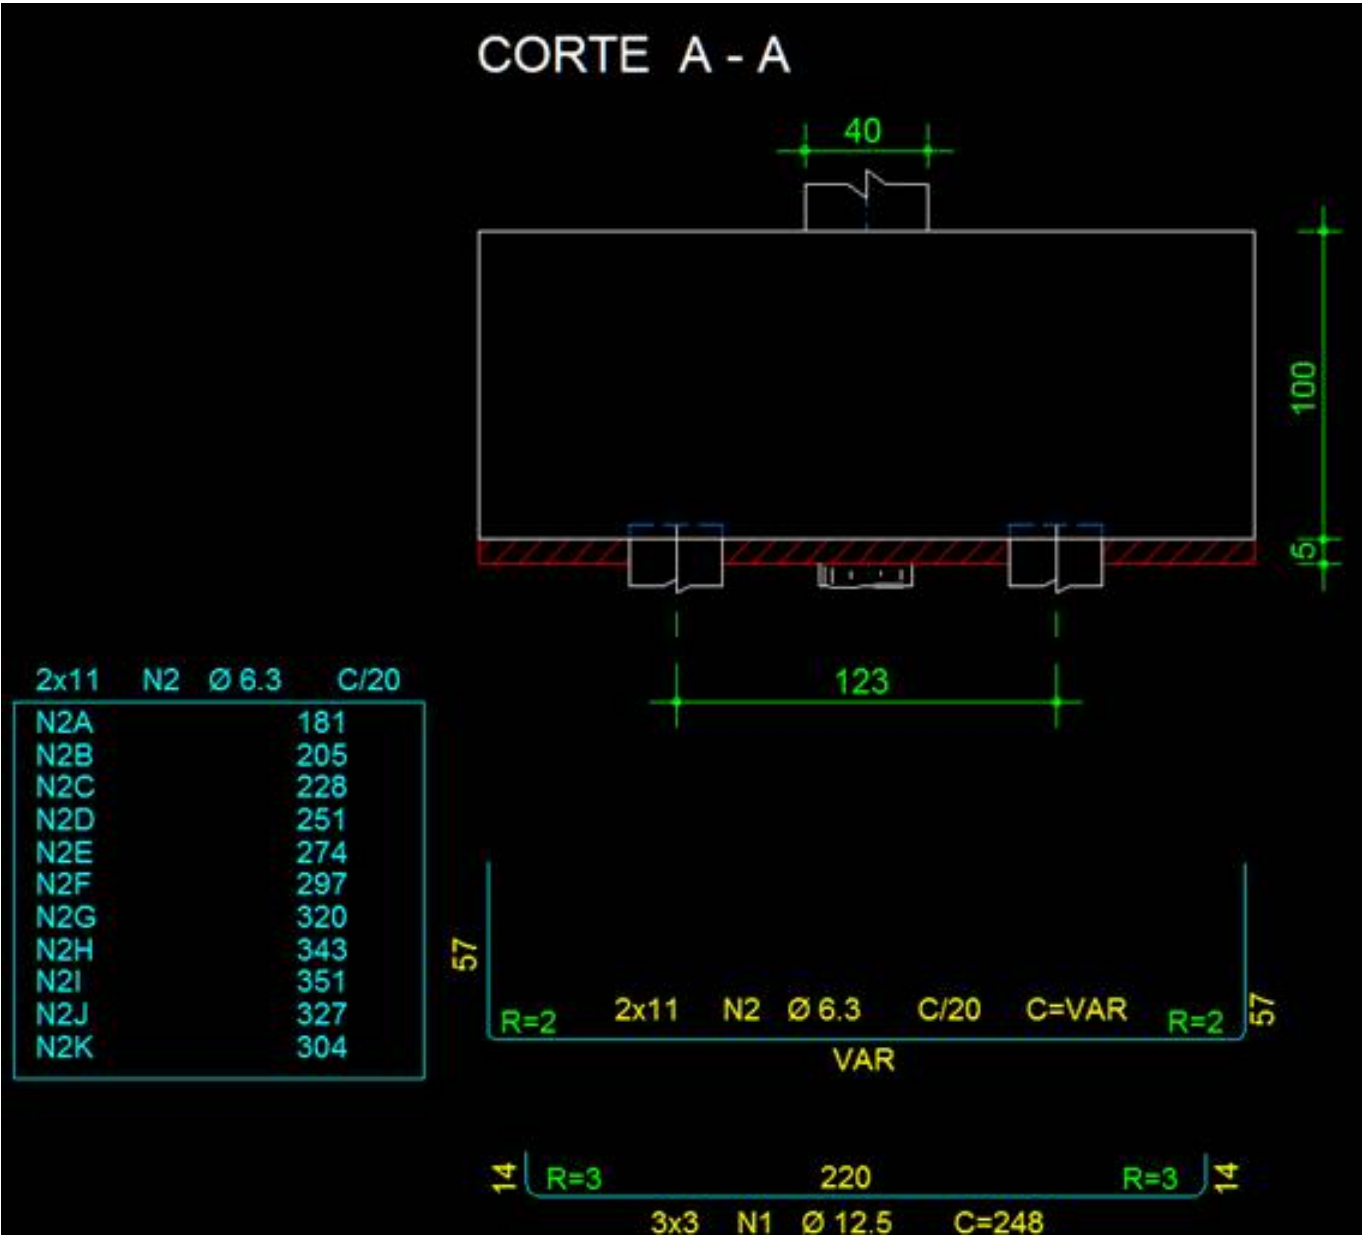 CORTE A - A
40
100
5
123
2x11 N2 Ø 6.3 C/20
N2A 181
N2B 205
N2C 228
N2D 251
N2E 274
N2F 297
N2G 320
N2H 343
N2I 351
N2J 327
N2K 304
57
R=2 2x11 N2 Ø 6.3 C/20 C=VAR R=2
57
VAR
14 R=3 220 R=3 14
3x3 N1 Ø 12.5 C=248